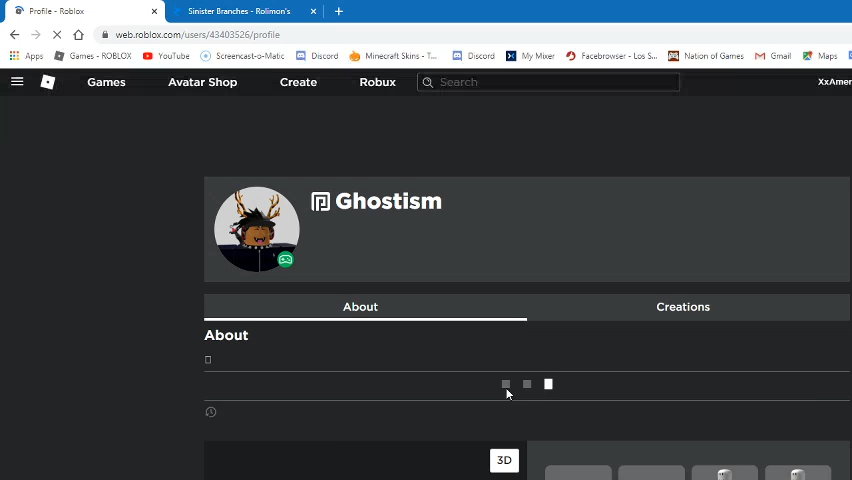 Profile - Roblox
Sinister Branches - Rolimon's
web.roblox.com/users/43403526/profile
Apps
Games - ROBLOX
YouTube
Screencast-o-Matic
Discord
Minecraft Skins - T...
Discord
My Mixer
Facebrowser - Los S...
Nation of Games
Gmail
Maps
Games
Avatar Shop
Create
Robux
Search
XxAmer
Ghostism
About
Creations
About
3D